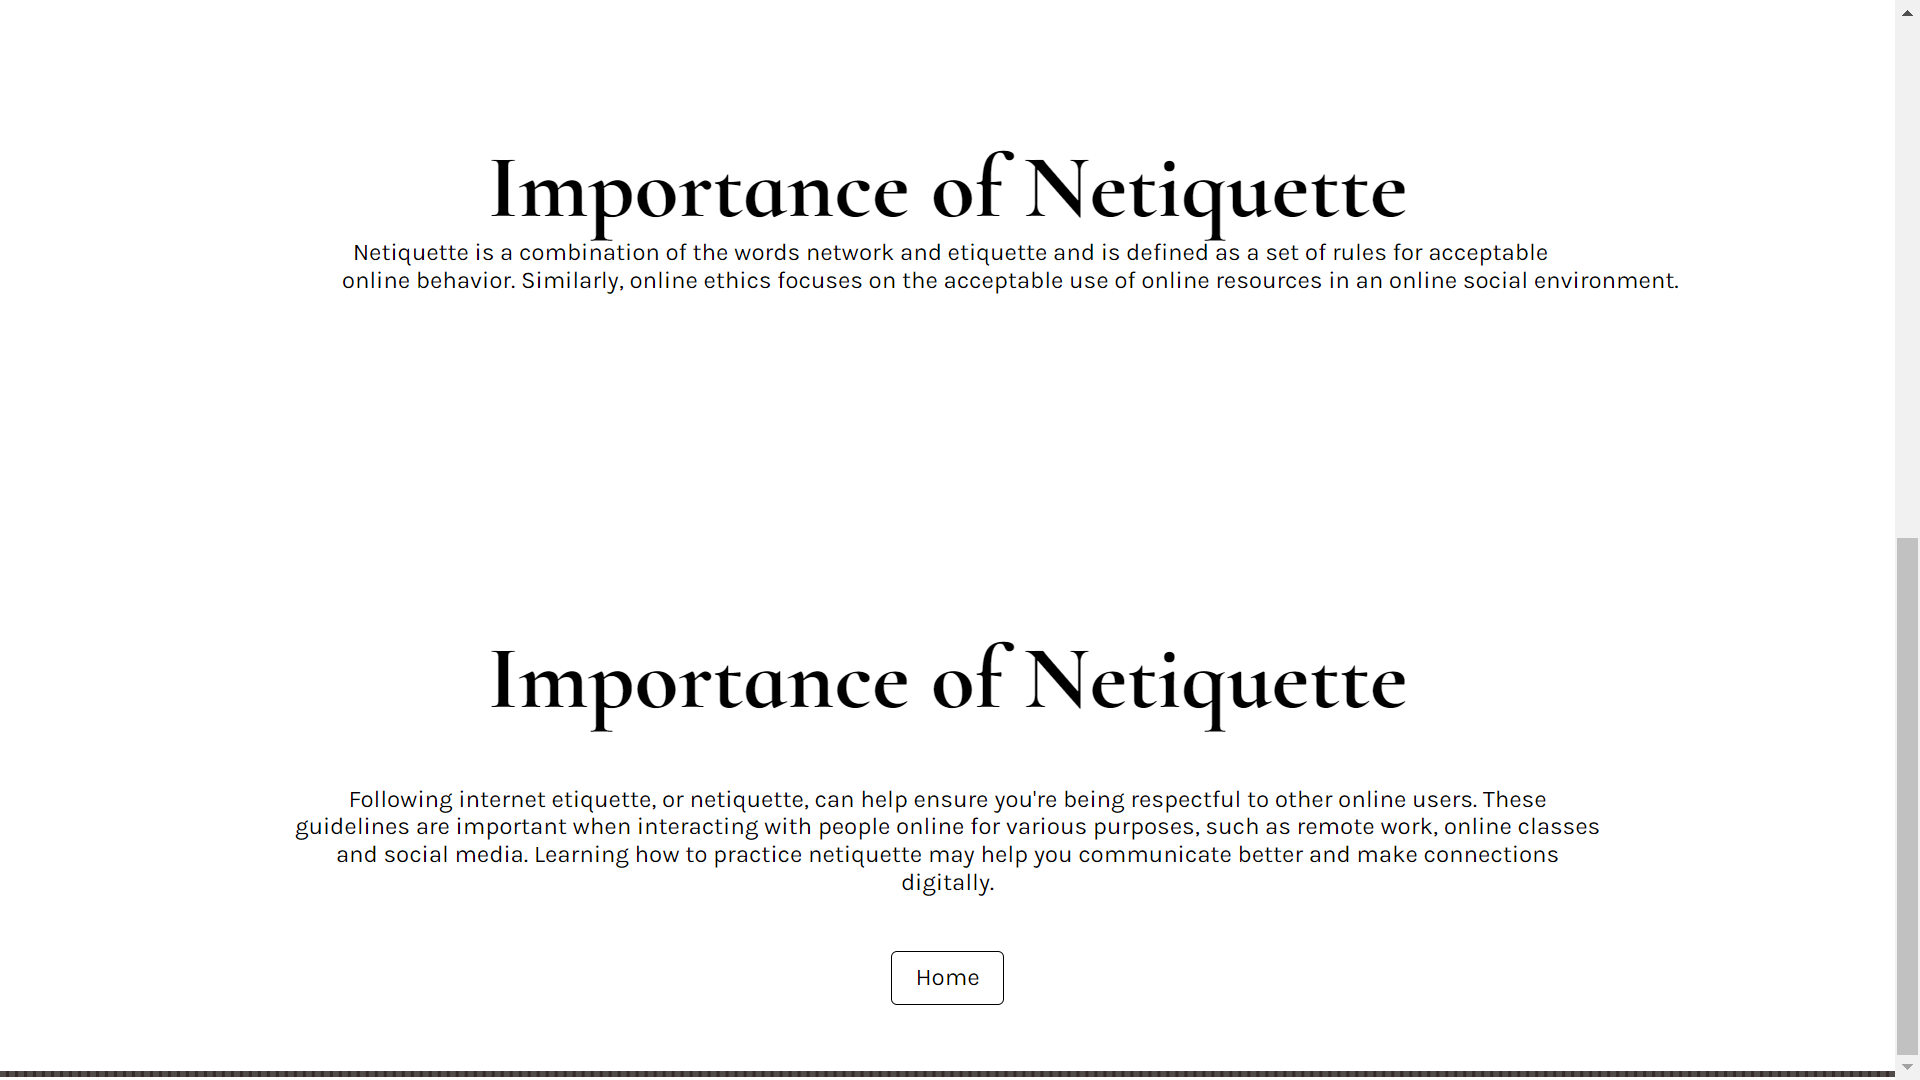 Importance of Netiquette
Netiquette is a combination of the words network and etiquette and is defined as a set of rules for acceptable
online behavior. Similarly, online ethics focuses on the acceptable use of online resources in an online social environment.
Importance of Netiquette
Following internet etiquette, or netiquette, can help ensure you're being respectful to other online users. These
guidelines are important when interacting with people online for various purposes, such as remote work, online classes
and social media. Learning how to practice netiquette may help you communicate better and make connections
digitally.
Home